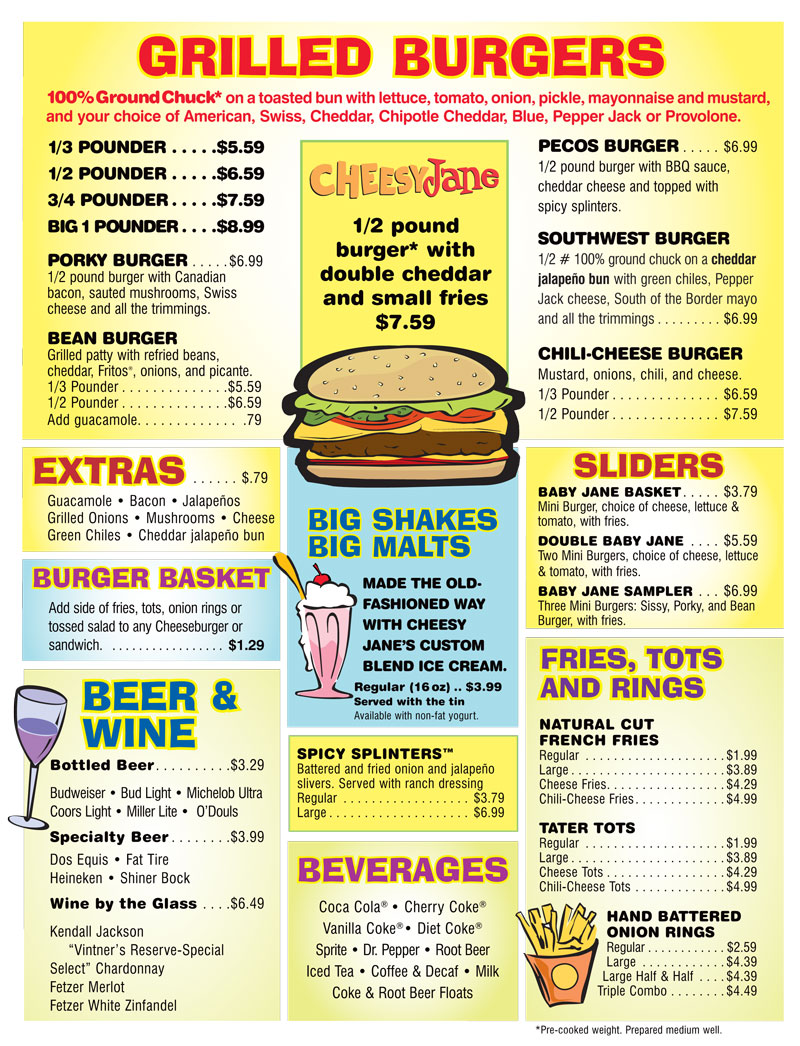 GRILLED BURGERS
100% Ground Chuck* on a toasted bun with lettuce, tomato, onion, pickle, mayonnaise and mustard,
and your choice of American, Swiss, Cheddar, Chipotle Cheddar, Blue, Pepper Jack or Provolone.
1/3 POUNDER . . . . .$5.59
1/2 POUNDER . . . . .$6.59
3/4 POUNDER . . . . .$7.59
BIG 1 POUNDER . . . .$8.99
PORKY BURGER . . . . . $6.99
1/2 pound burger with Canadian
bacon, sauted mushrooms, Swiss
cheese and all the trimmings.
BEAN BURGER
Grilled patty with refried beans,
cheddar, Fritos®, onions, and picante.
1/3 Pounder . . . . . . . . . . . . . .$5.59
1/2 Pounder . . . . . . . . . . . . . .$6.59
Add guacamole. . . . . . . . . . . . . .79
CHEESY Jane
1/2 pound
burger* with
double cheddar
and small fries
$7.59
PECOS BURGER . . . . . $6.99
1/2 pound burger with BBQ sauce,
cheddar cheese and topped with
spicy splinters.
SOUTHWEST BURGER
1/2 # 100% ground chuck on a cheddar
jalapeño bun with green chiles, Pepper
Jack cheese, South of the Border mayo
and all the trimmings . . . . . . . . . $6.99
CHILI-CHEESE BURGER
Mustard, onions, chili, and cheese.
1/3 Pounder . . . . . . . . . . . . . . $6.59
1/2 Pounder . . . . . . . . . . . . . . $7.59
EXTRAS . . . . . . $.79
Guacamole • Bacon • Jalapeños
Grilled Onions • Mushrooms • Cheese
Green Chiles • Cheddar jalapeño bun
BURGER BASKET
Add side of fries, tots, onion rings or
tossed salad to any Cheeseburger or
sandwich. . . . . . . . . . . . . . . . . . $1.29
BEER &
WINE
Bottled Beer . . . . . . . . . .$3.29
Budweiser • Bud Light • Michelob Ultra
Coors Light • Miller Lite • O'Douls
Specialty Beer . . . . . . . .$3.99
Dos Equis • Fat Tire
Heineken • Shiner Bock
Wine by the Glass . . . .$6.49
Kendall Jackson
"Vintner's Reserve-Special
Select" Chardonnay
Fetzer Merlot
Fetzer White Zinfandel
BIG SHAKES
BIG MALTS
MADE THE OLD-
FASHIONED WAY
WITH CHEESY
JANE'S CUSTOM
BLEND ICE CREAM.
Regular (16 oz) .. $3.99
Served with the tin
Available with non-fat yogurt.
SPICY SPLINTERS™
Battered and fried onion and jalapeño
slivers. Served with ranch dressing
Regular . . . . . . . . . . . . . . . . . . $3.79
Large . . . . . . . . . . . . . . . . . . . . $6.99
BEVERAGES
Coca Cola® • Cherry Coke®
Vanilla Coke® • Diet Coke®
Sprite • Dr. Pepper • Root Beer
Iced Tea • Coffee & Decaf • Milk
Coke & Root Beer Floats
SLIDERS
BABY JANE BASKET . . . . . $3.79
Mini Burger, choice of cheese, lettuce &
tomato, with fries.
DOUBLE BABY JANE . . . . $5.59
Two Mini Burgers, choice of cheese, lettuce
& tomato, with fries.
BABY JANE SAMPLER . . . $6.99
Three Mini Burgers: Sissy, Porky, and Bean
Burger, with fries.
FRIES, TOTS
AND RINGS
NATURAL CUT
FRENCH FRIES
Regular . . . . . . . . . . . . . . . . . . . . $1.99
Large . . . . . . . . . . . . . . . . . . . . . . $3.89
Cheese Fries. . . . . . . . . . . . . . . . . $4.29
Chili-Cheese Fries. . . . . . . . . . . . . $4.99
TATER TOTS
Regular . . . . . . . . . . . . . . . . . . . . $1.99
Large . . . . . . . . . . . . . . . . . . . . . . $3.89
Cheese Tots . . . . . . . . . . . . . . . . . $4.29
Chili-Cheese Tots . . . . . . . . . . . . . $4.99
HAND BATTERED
ONION RINGS
Regular . . . . . . . . . . . . $2.59
Large . . . . . . . . . . . . $4.39
Large Half & Half . . . . $4.39
Triple Combo . . . . . . . . $4.49
*Pre-cooked weight. Prepared medium well.